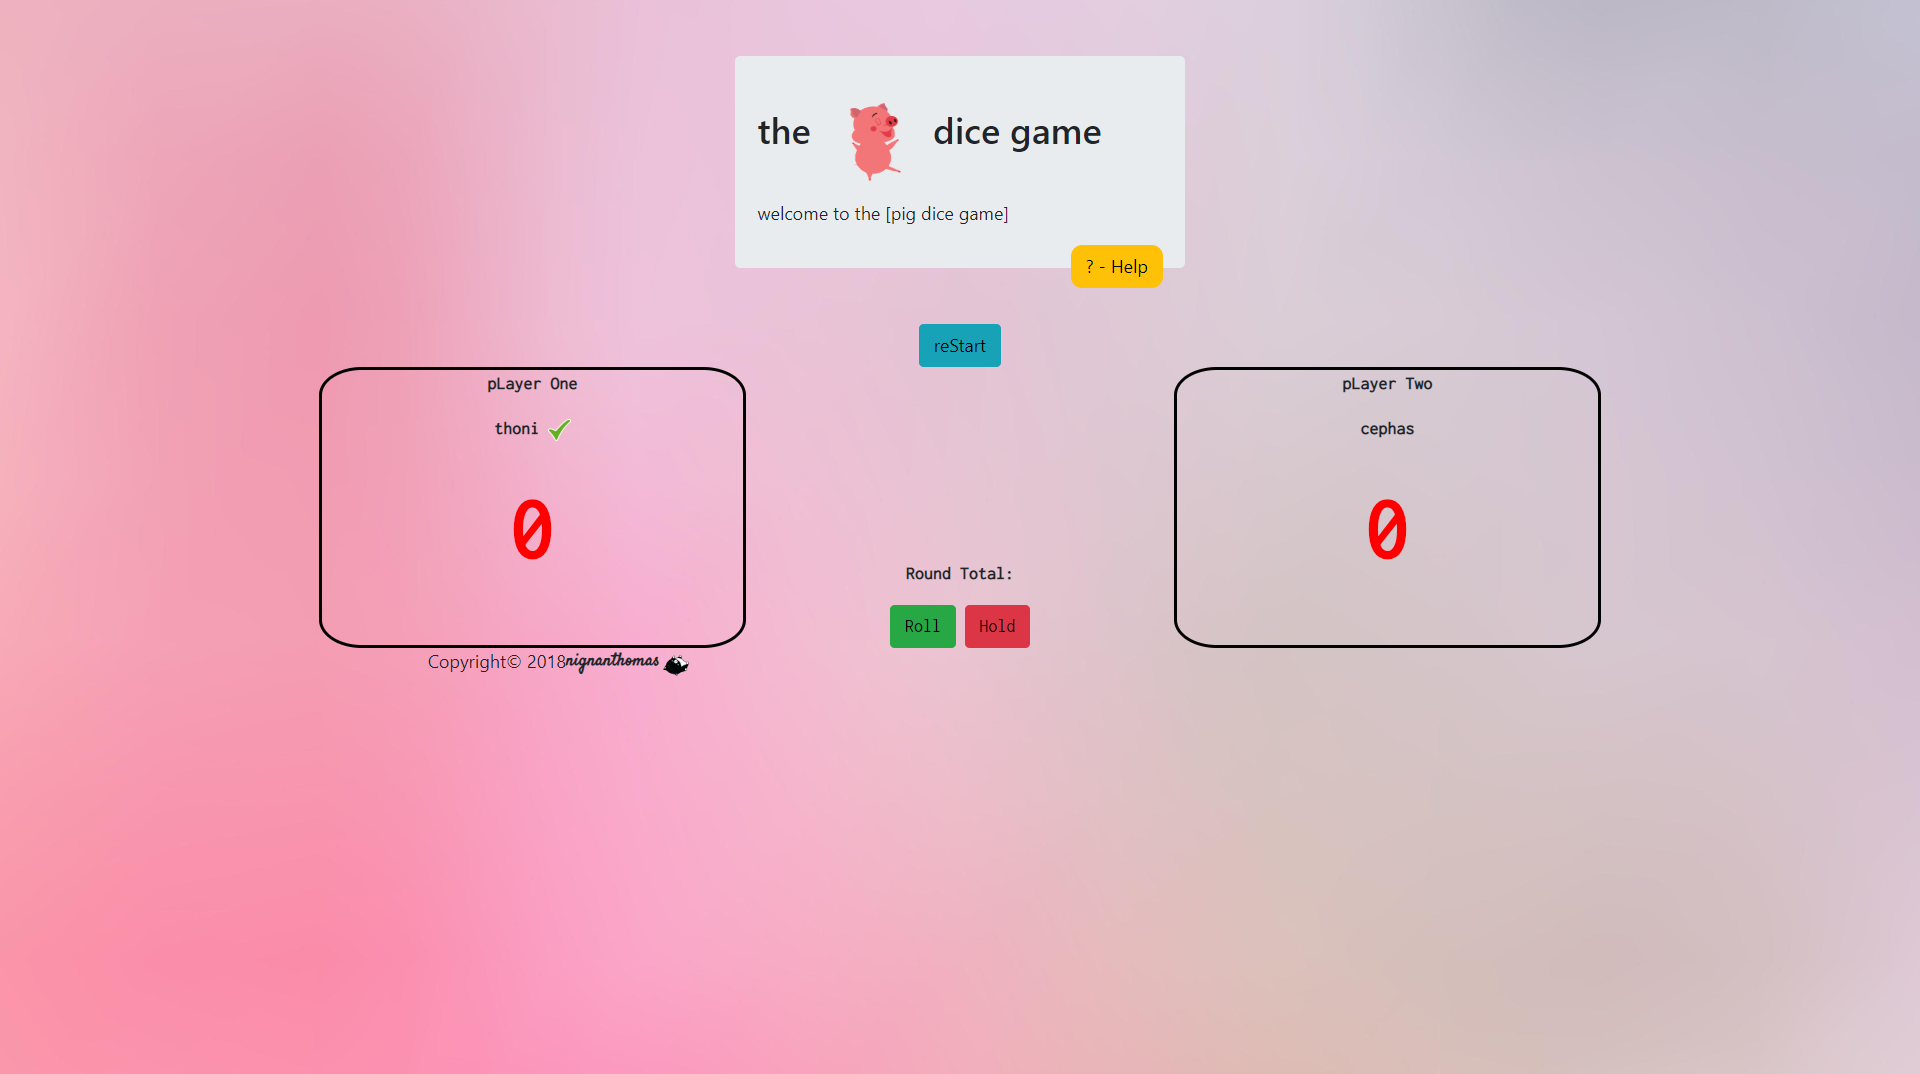 the dice game
welcome to the [pig dice game]
? - Help
reStart
pLayer One
thoni
0
pLayer Two
cephas
0
Round Total:
Roll Hold
Copyright© 2018nignanthomas